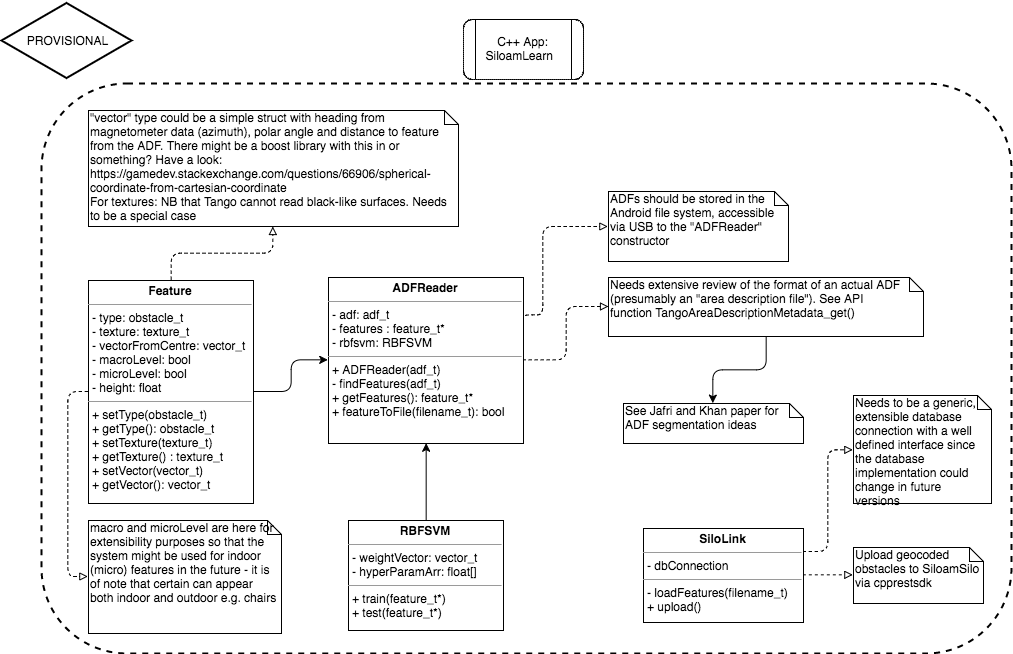 PROVISIONAL
C++ App:
SiloamLearn
"vector" type could be a simple struct with heading from
magnetometer data (azimuth), polar angle and distance to feature
from the ADF. There might be a boost library with this in or
something? Have a look:
https://gamedev.stackexchange.com/questions/66906/spherical-
coordinate-from-cartesian-coordinate
For textures: NB that Tango cannot read black-like surfaces. Needs
to be a special case
ADFs should be stored in the
Android file system, accessible
via USB to the "ADFReader"
constructor
Feature
- type: obstacle_t
- texture: texture_t
- vectorFromCentre: vector_t
- macroLevel: bool
- microLevel: bool
- height: float
+ setType(obstacle_t)
+ getType(): obstacle_t
+ setTexture(texture_t)
+ getTexture() : texture_t
+ setVector(vector_t)
+ getVector(): vector_t
ADFReader
- adf: adf_t
- features : feature_t*
- rbfsvm: RBFSVM
+ ADFReader(adf_t)
- findFeatures(adf_t)
+ getFeatures(): feature_t*
+ featureToFile(filename_t): bool
Needs extensive review of the format of an actual ADF
(presumably an "area description file"). See API
function TangoAreaDescriptionMetadata_get()
See Jafri and Khan paper for
ADF segmentation ideas
Needs to be a generic,
extensible database
connection with a well
defined interface since
the database
implementation could
change in future
versions
macro and microLevel are here for
extensibility purposes so that the
system might be used for indoor
(micro) features in the future - it is
of note that certain can appear
both indoor and outdoor e.g. chairs
RBFSVM
- weightVector: vector_t
- hyperParamArr: float[]
+ train(feature_t*)
+ test(feature_t*)
SiloLink
- dbConnection
- loadFeatures(filename_t)
+ upload()
Upload geocoded
obstacles to SiloamSilo
via cpprestsdk